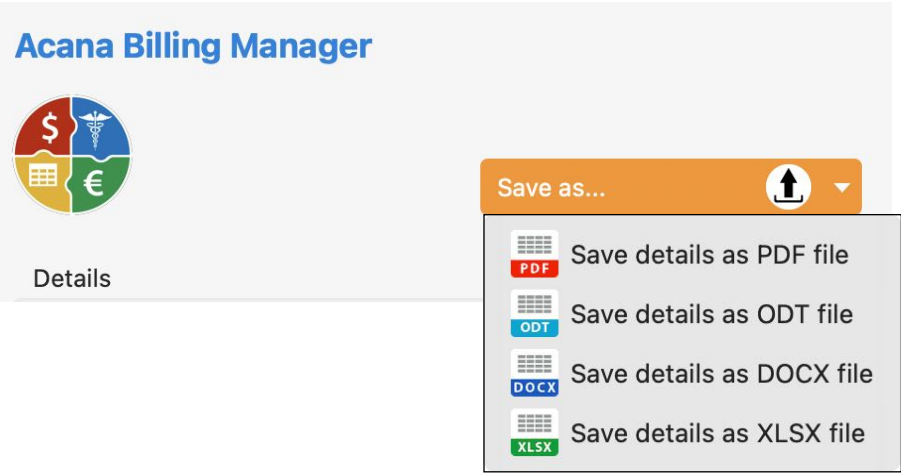 Acana Billing Manager
$
€
Save as...
Details
PDF Save details as PDF file
ODT Save details as ODT file
DOCX Save details as DOCX file
XLSX Save details as XLSX file